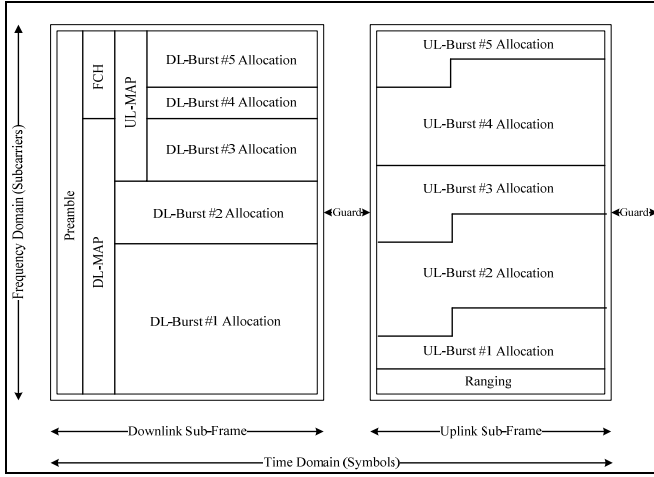 Frequency Domain (Subcarriers)
Preamble
FCH
DL-MAP
UL-MAP
DL-Burst #5 Allocation
DL-Burst #4 Allocation
DL-Burst #3 Allocation
DL-Burst #2 Allocation
DL-Burst #1 Allocation
Guard
UL-Burst #5 Allocation
UL-Burst #4 Allocation
UL-Burst #3 Allocation
UL-Burst #2 Allocation
UL-Burst #1 Allocation
Ranging
Guard
Downlink Sub-Frame
Uplink Sub-Frame
Time Domain (Symbols)